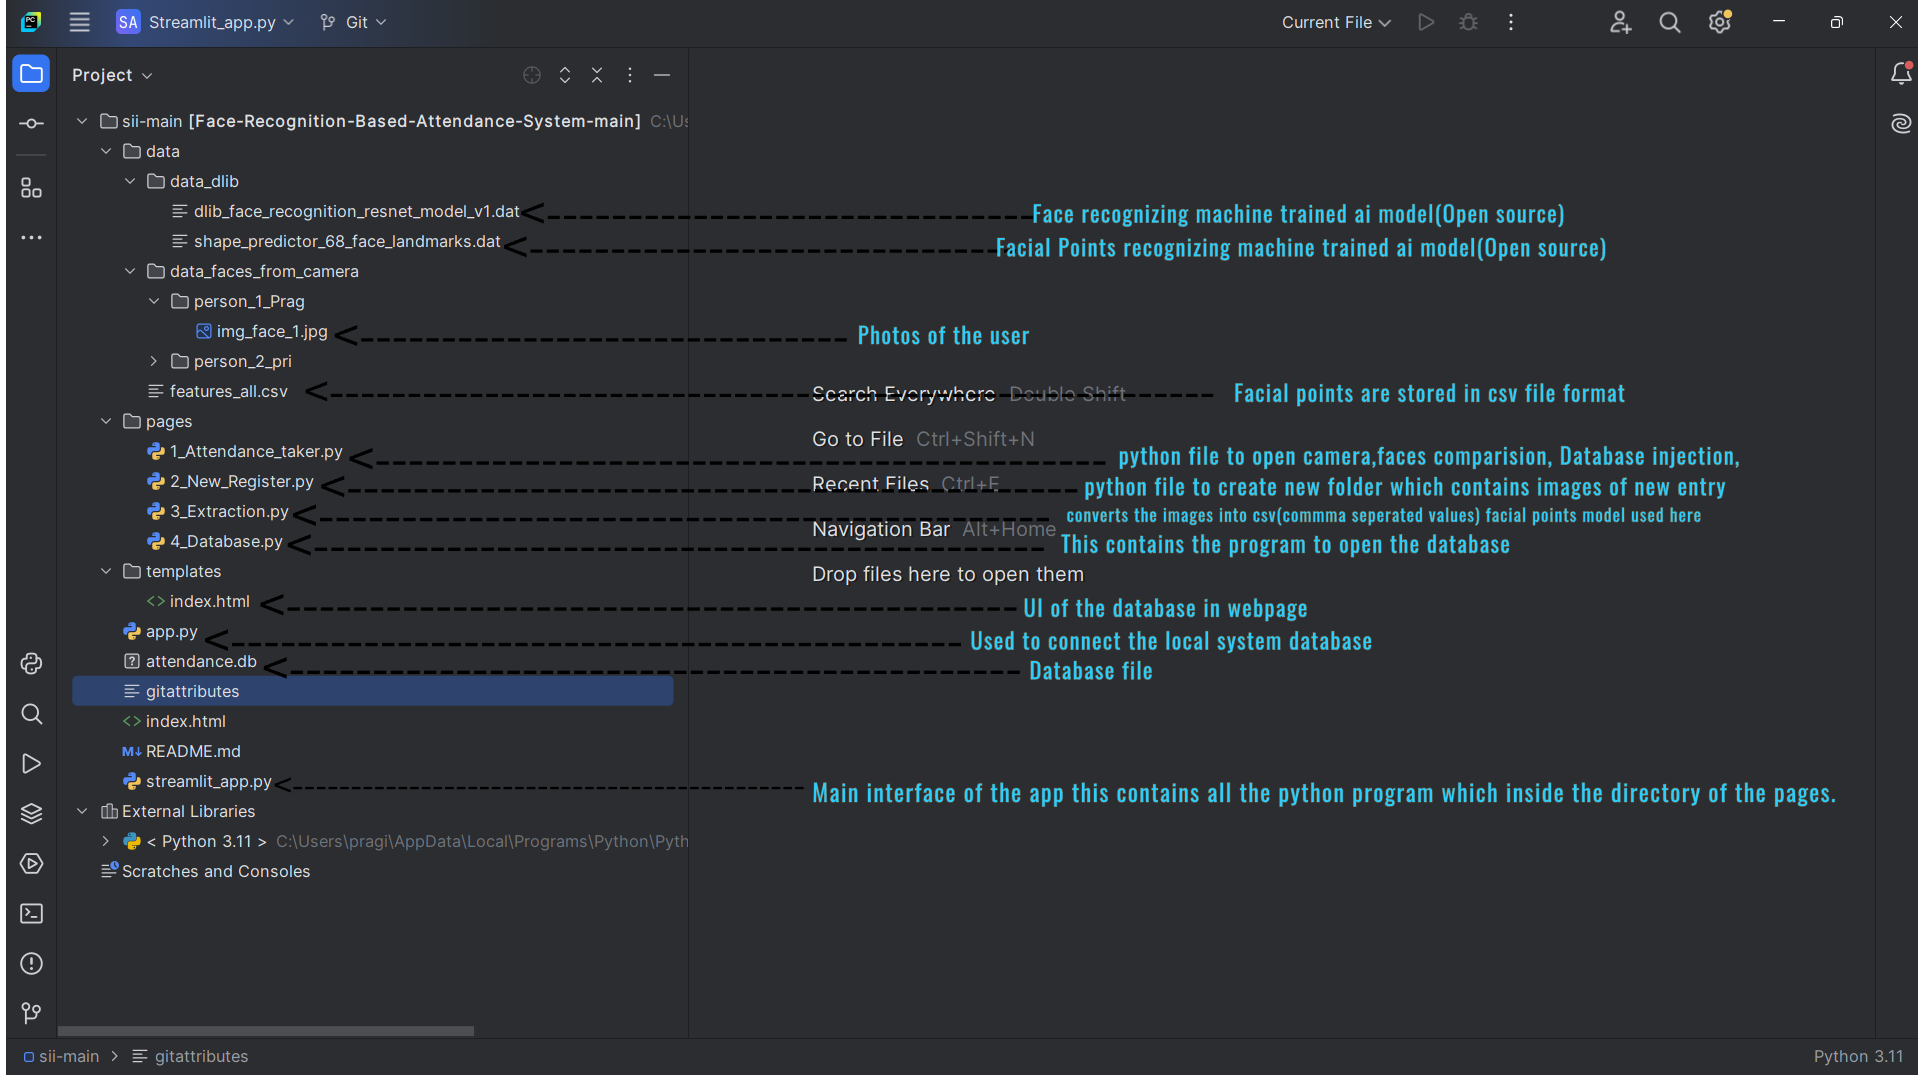 SA Streamlit_app.py Git Current File
Project
sii-main [Face-Recognition-Based-Attendance-System-main] C:\Us
data
data_dlib
dlib_face_recognition_resnet_model_v1.dat Face recognizing machine trained ai model(Open source)
shape_predictor_68_face_landmarks.dat Facial Points recognizing machine trained ai model(Open source)
data_faces_from_camera
person_1_Prag
img_face_1.jpg Photos of the user
person_2_pri
features_all.csv Search Everywhere Double Shift Facial points are stored in csv file format
pages
Go to File Ctrl+Shift+N
1_Attendance_taker.py python file to open camera,faces comparision, Database injection,
2_New_Register.py Recent Files Ctrl+E python file to create new folder which contains images of new entry
3_Extraction.py converts the images into csv(commma seperated values) facial points model used here
Navigation Bar Alt+Home
4_Database.py This contains the program to open the database
templates Drop files here to open them
index.html UI of the database in webpage
app.py Used to connect the local system database
attendance.db Database file
gitattributes
index.html
README.md
streamlit_app.py Main interface of the app this contains all the python program which inside the directory of the pages.
External Libraries
< Python 3.11 > C:\Users\pragi\AppData\Local\Programs\Python\Pyth
Scratches and Consoles
sii-main > gitattributes Python 3.11